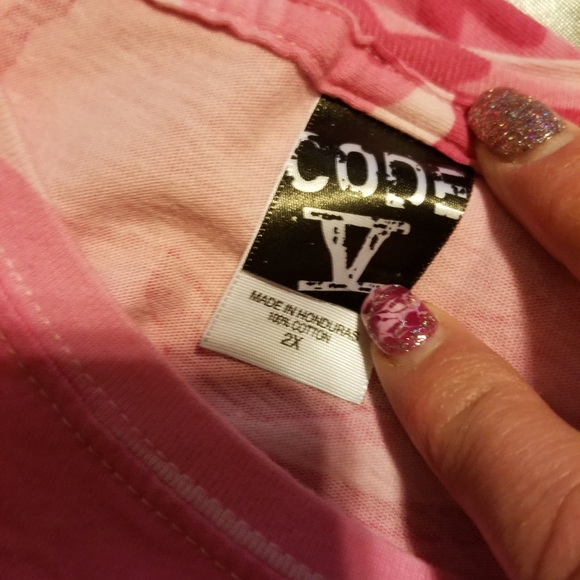 CODE
V
MADE IN HONDURAS
100% COTTON
2X